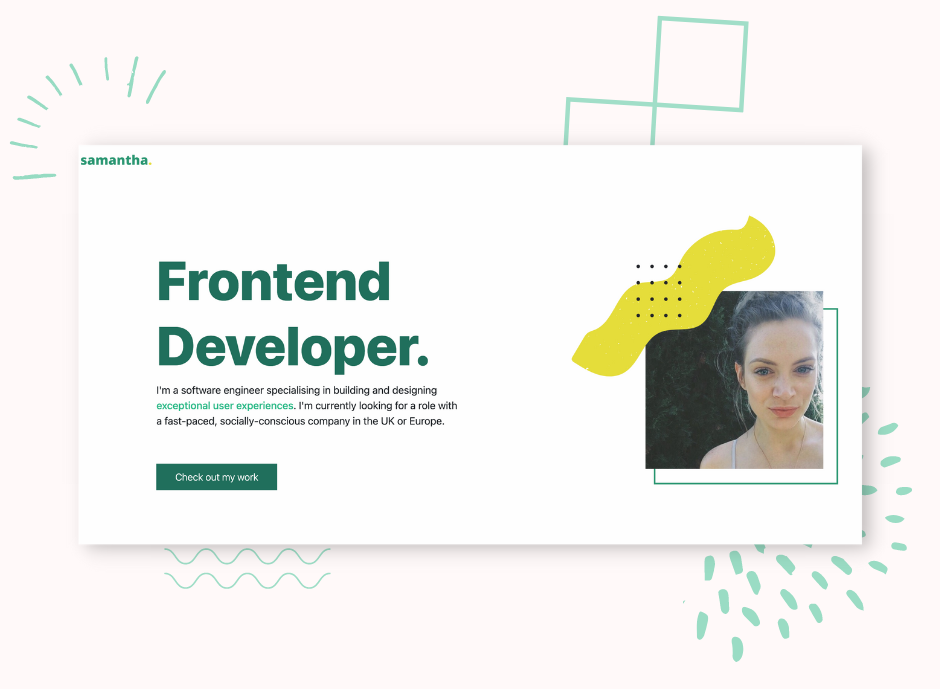 samantha.
Frontend
Developer.
I'm a software engineer specialising in building and designing
exceptional user experiences. I'm currently looking for a role with
a fast-paced, socially-conscious company in the UK or Europe.
Check out my work